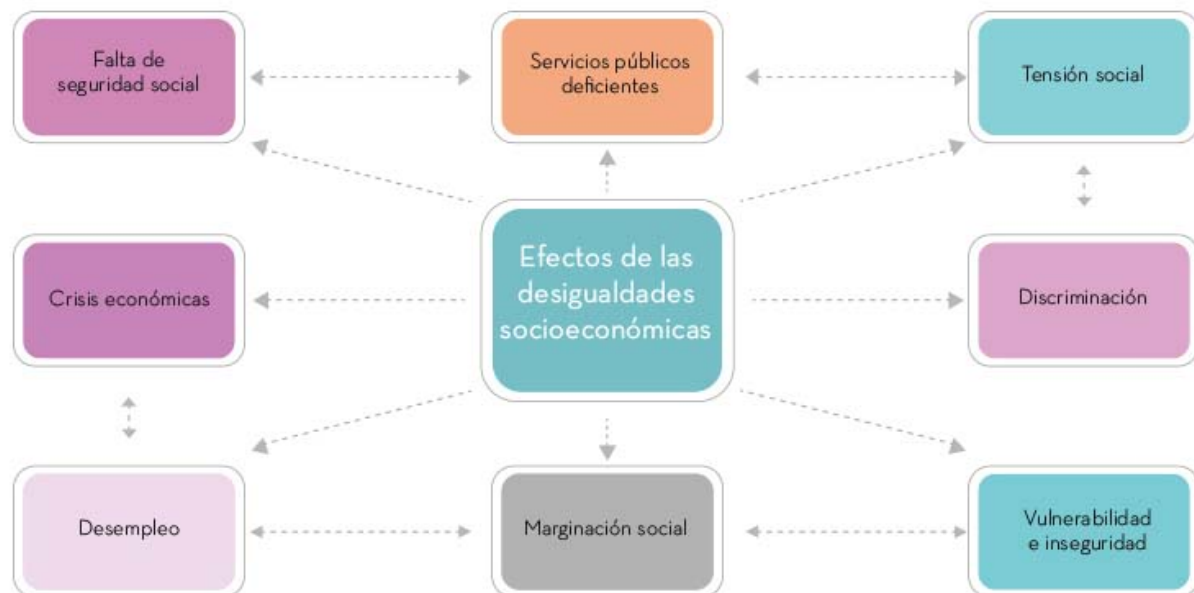 Falta de
seguridad social
Servicios públicos
deficientes
Tensión social
Efectos de las
desigualdades
socioeconómicas
Crisis económicas
Discriminación
Desempleo
Marginación social
Vulnerabilidad
e inseguridad